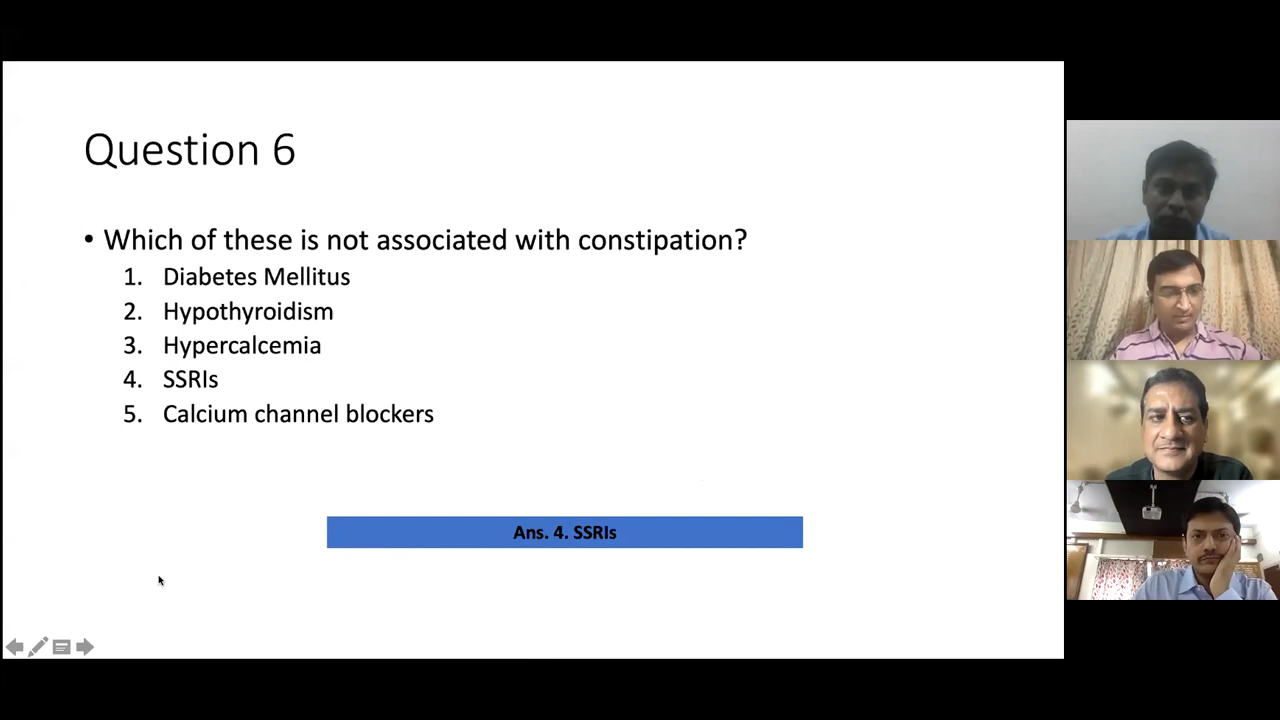 Question 6
• Which of these is not associated with constipation?
1. Diabetes Mellitus
2. Hypothyroidism
3. Hypercalcemia
4. SSRIs
5. Calcium channel blockers
Ans. 4. SSRIs